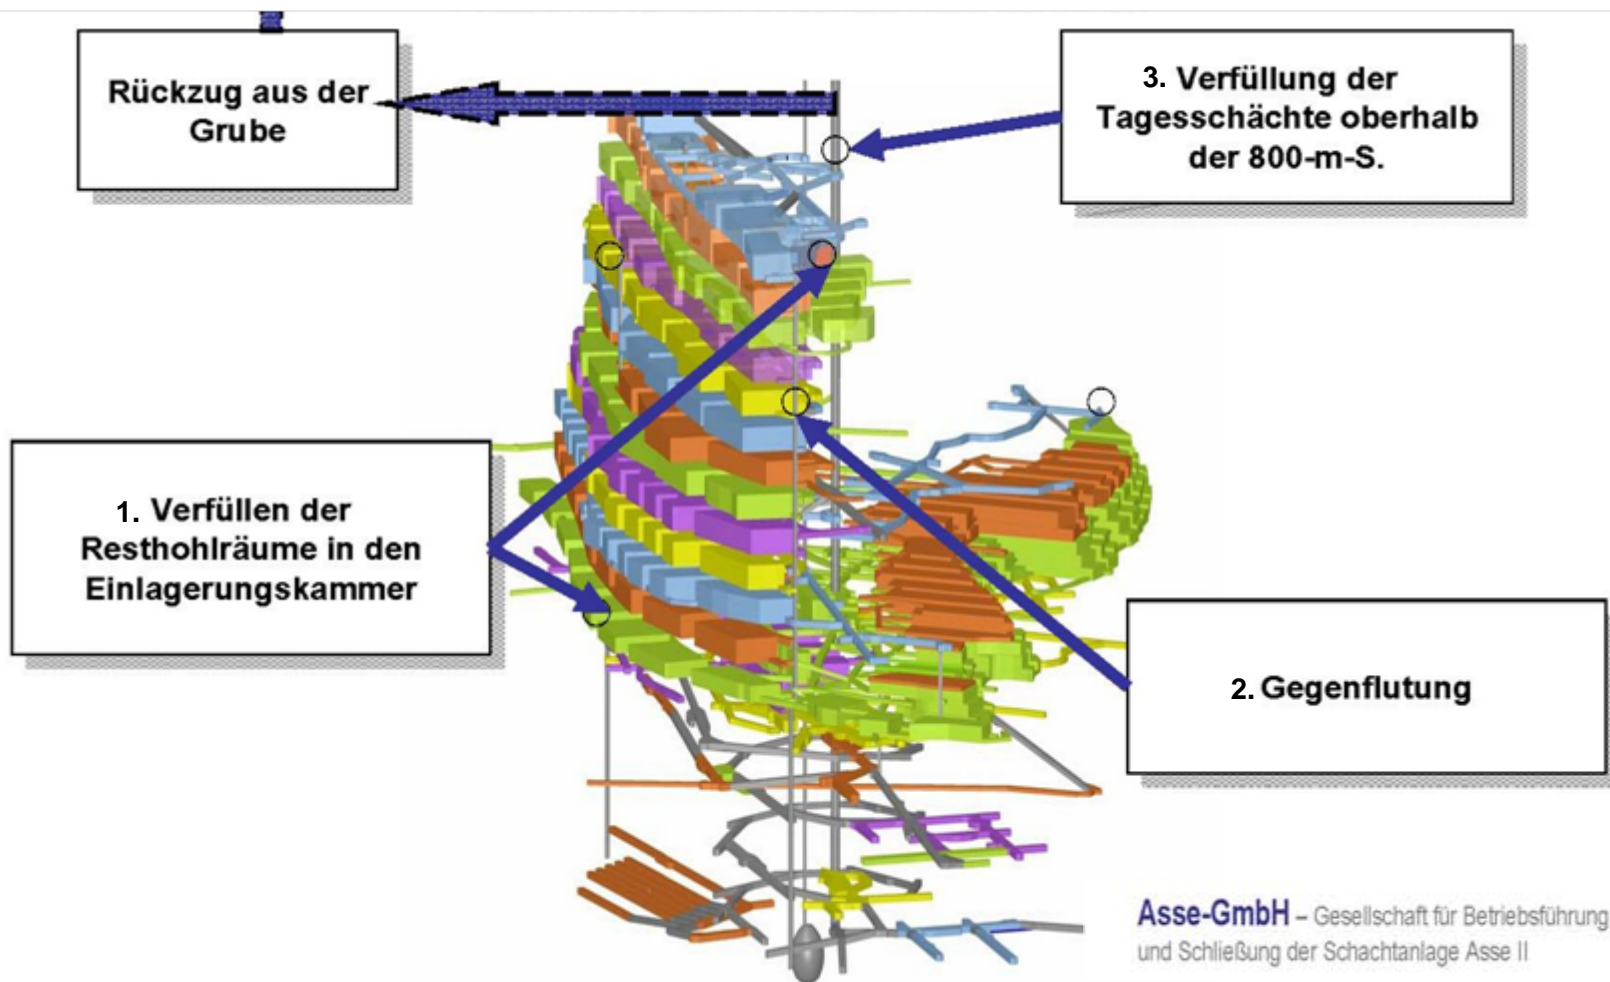 Rückzug aus der
Grube
3. Verfüllung der
Tagesschächte oberhalb
der 800-m-S.
1. Verfüllen der
Resthohlräume in den
Einlagerungskammer
2. Gegenflutung
Asse-GmbH – Gesellschaft für Betriebsführung
und Schließung der Schachtanlage Asse II